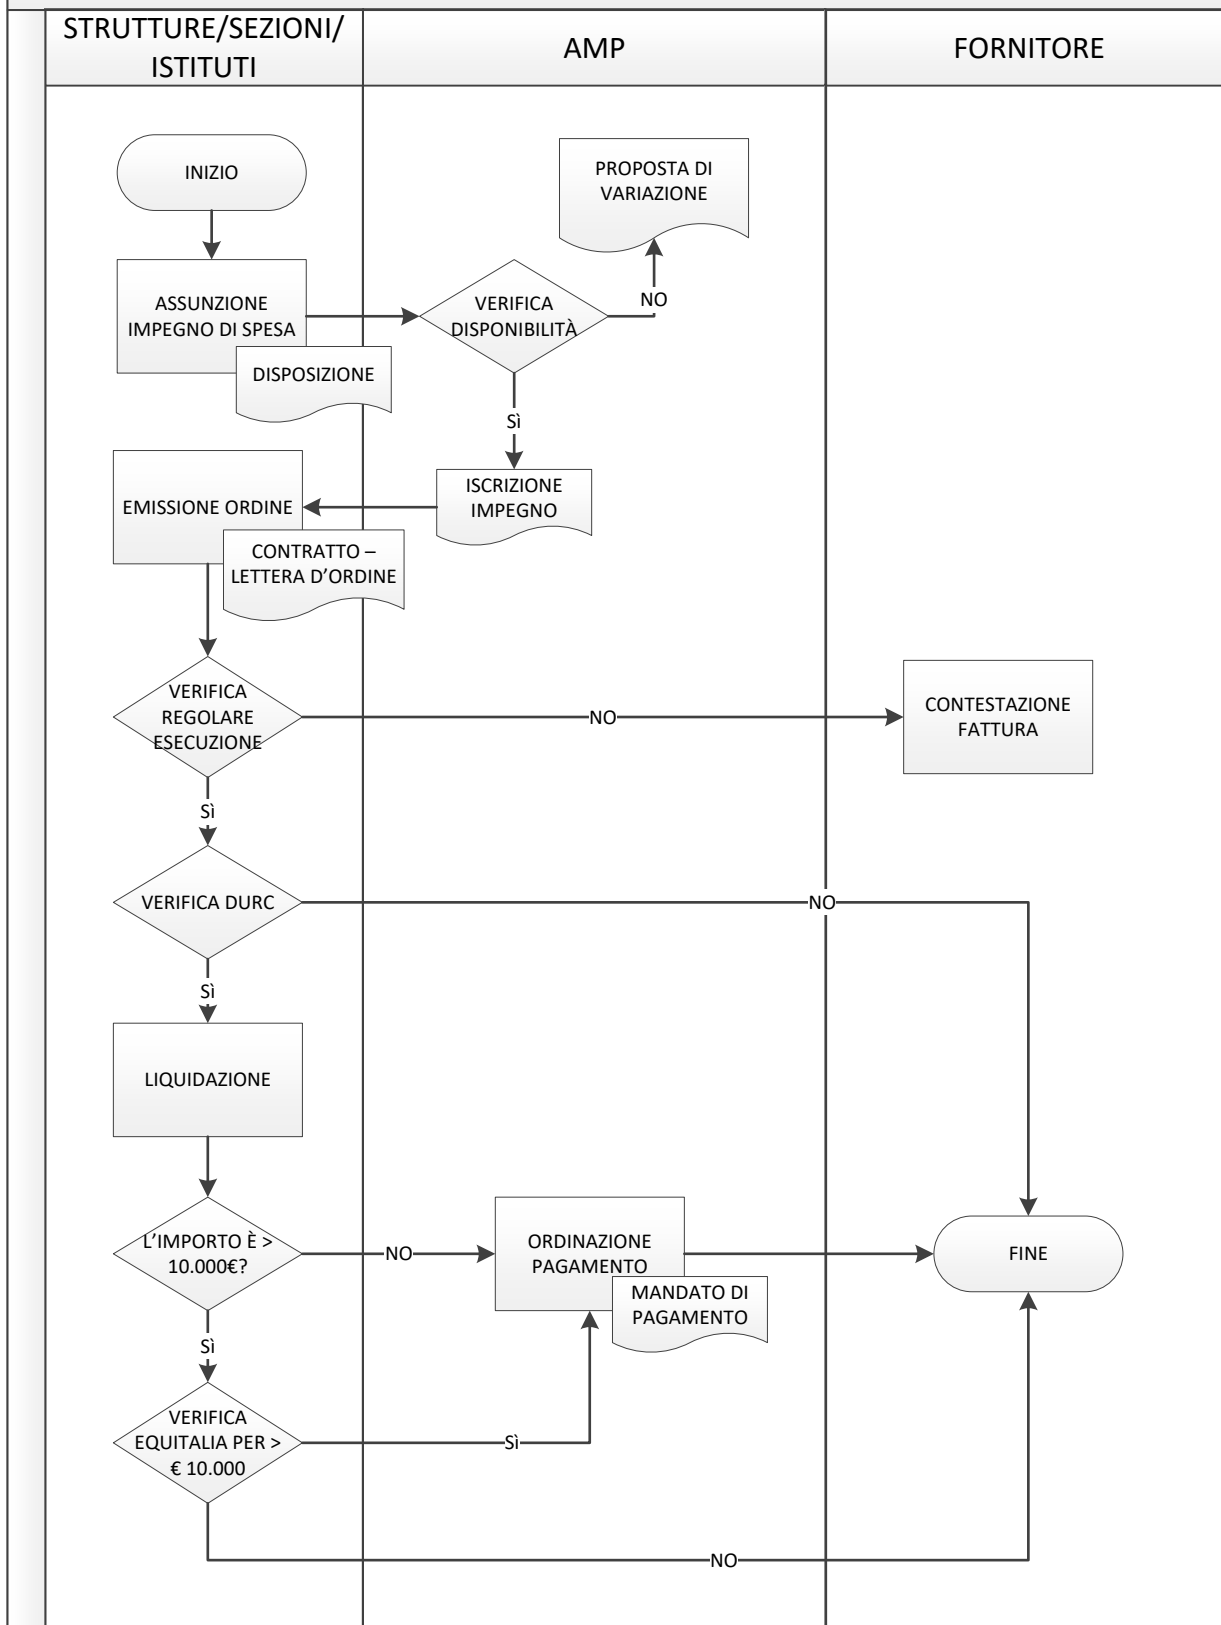 STRUTTURE/SEZIONI/
ISTITUTI
AMP
FORNITORE
INIZIO
PROPOSTA DI
VARIAZIONE
ASSUNZIONE
IMPEGNO DI SPESA
VERIFICA
DISPONIBILITÀ
NO
DISPOSIZIONE
Sì
EMISSIONE ORDINE
ISCRIZIONE
IMPEGNO
CONTRATTO –
LETTERA D’ORDINE
VERIFICA
REGOLARE
ESECUZIONE
NO
CONTESTAZIONE
FATTURA
Sì
VERIFICA DURC
NO
Sì
LIQUIDAZIONE
L’IMPORTO È >
10.000€?
NO
ORDINAZIONE
PAGAMENTO
MANDATO DI
PAGAMENTO
FINE
Sì
VERIFICA
EQUITALIA PER >
€ 10.000
Sì
NO